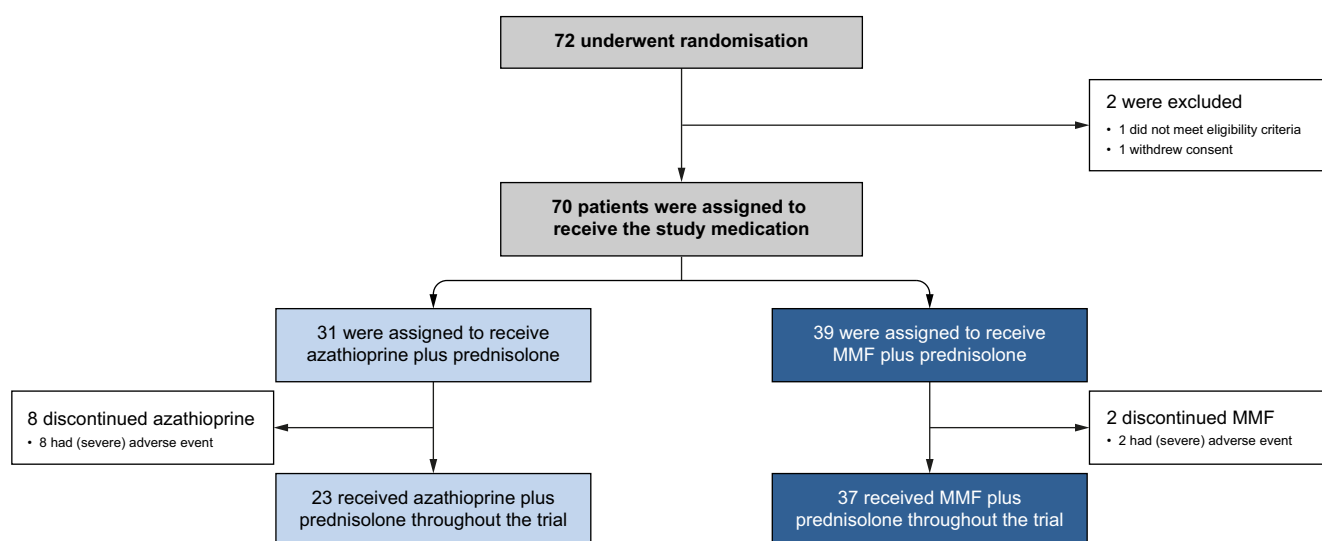 72 underwent randomisation
2 were excluded
• 1 did not meet eligibility criteria
• 1 withdrew consent
70 patients were assigned to
receive the study medication
31 were assigned to receive
azathioprine plus prednisolone
39 were assigned to receive
MMF plus prednisolone
8 discontinued azathioprine
• 8 had (severe) adverse event
2 discontinued MMF
• 2 had (severe) adverse event
23 received azathioprine plus
prednisolone throughout the trial
37 received MMF plus
prednisolone throughout the trial